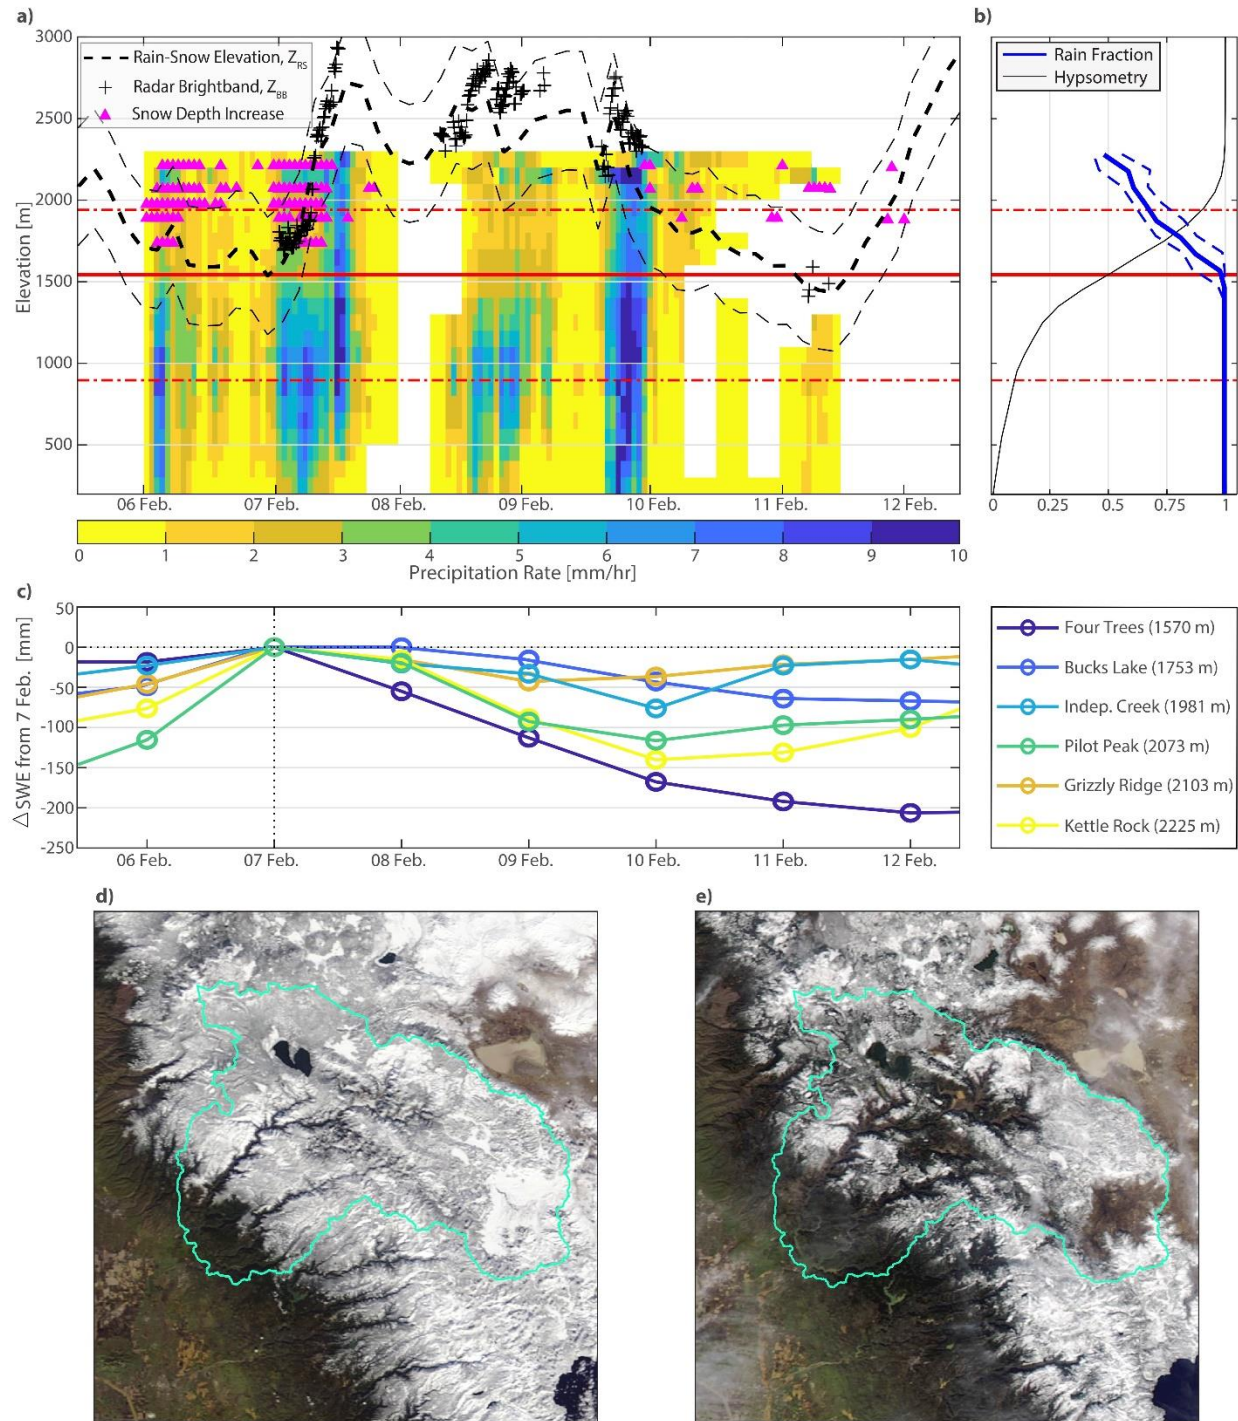 a)
3000
2500
2000
1500
1000
500
Elevation [m]
Rain-Snow Elevation, Z_RS
Radar Brightband, Z_BB
Snow Depth Increase
06 Feb. 07 Feb. 08 Feb. 09 Feb. 10 Feb. 11 Feb. 12 Feb.
0 1 2 3 4 5 6 7 8 9 10
Precipitation Rate [mm/hr]
b)
Rain Fraction
Hypsometry
0 0.25 0.5 0.75 1
c)
50
0
-50
-100
-150
-200
-250
△SWE from 7 Feb. [mm]
06 Feb. 07 Feb. 08 Feb. 09 Feb. 10 Feb. 11 Feb. 12 Feb.
Four Trees (1570 m)
Bucks Lake (1753 m)
Indep. Creek (1981 m)
Pilot Peak (2073 m)
Grizzly Ridge (2103 m)
Kettle Rock (2225 m)
d)
e)